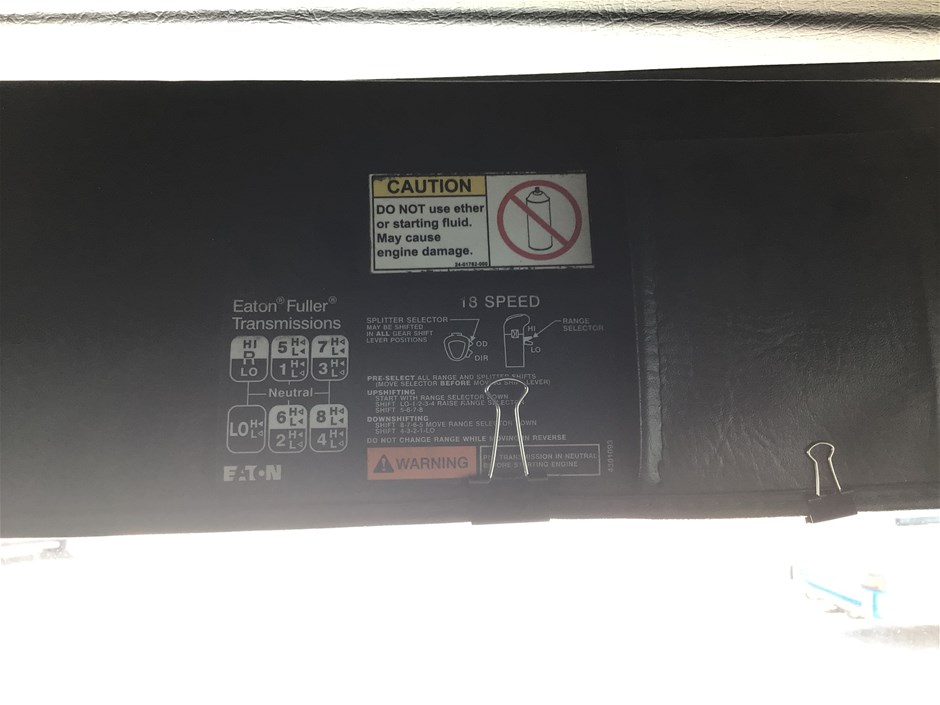 CAUTION
DO NOT use ether
or starting fluid.
May cause
engine damage.
Eaton® Fuller®
Transmissions
HI
R
LO
5 H
L
1 H
L
7 H
L
3 H
L
Neutral
LO H
L
6 H
L
2 H
L
8 H
L
4 H
L
EATON
18 SPEED
SPLITTER SELECTOR
MAY BE SHIFTED
IN ALL GEAR SHIFT
LEVER POSITIONS
OD
DIR
HI
LO
RANGE
SELECTOR
PRE-SELECT ALL RANGE AND SPLITTER SHIFTS
(MOVE SELECTOR BEFORE MOVING SHIFT LEVER)
UPSHIFTING
START WITH RANGE SELECTOR DOWN
SHIFT LO-1-2-3-4 RAISE RANGE SELECTOR
SHIFT 5-6-7-8
DOWNSHIFTING
SHIFT 8-7-6-5 MOVE RANGE SELECTOR DOWN
SHIFT 4-3-2-1-LO
DO NOT CHANGE RANGE WHILE MOVING IN REVERSE
WARNING
PUT TRANSMISSION IN NEUTRAL
BEFORE STARTING ENGINE